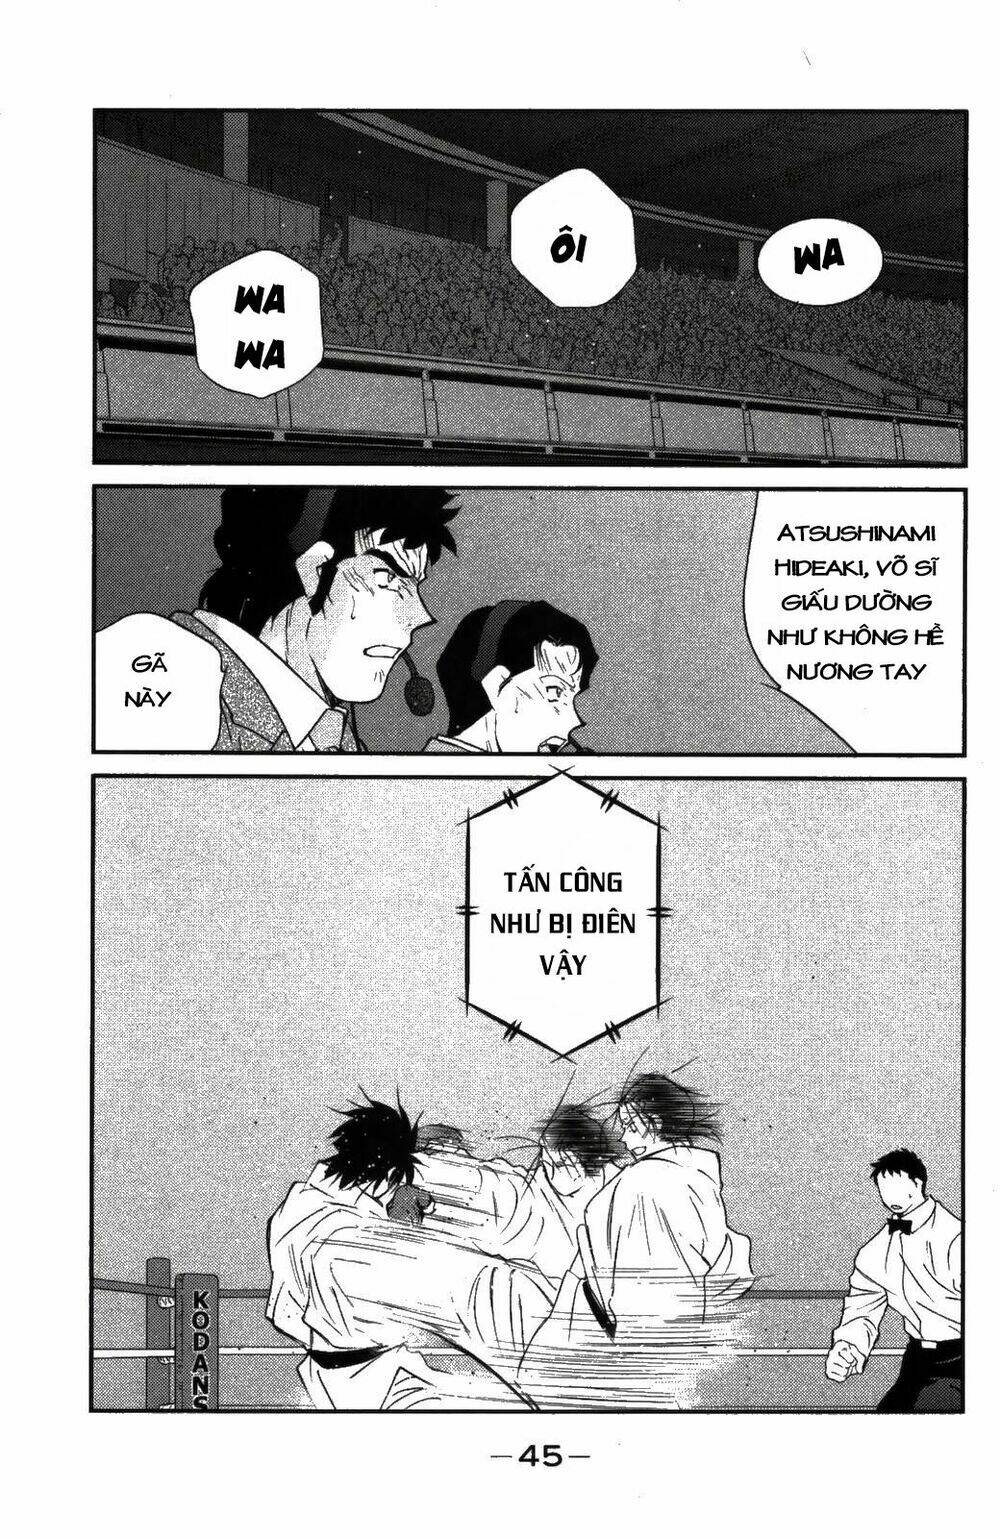 WA
ÔI
WA
WA
ATSUSHINAMI
HIDEAKI, VÕ SĨ
GIẤU DƯỜNG
NHƯ KHÔNG HỀ
NƯƠNG TAY
GÃ
NÀY
TẤN CÔNG
NHƯ BỊ ĐIÊN
VẬY
KODANS
—45—